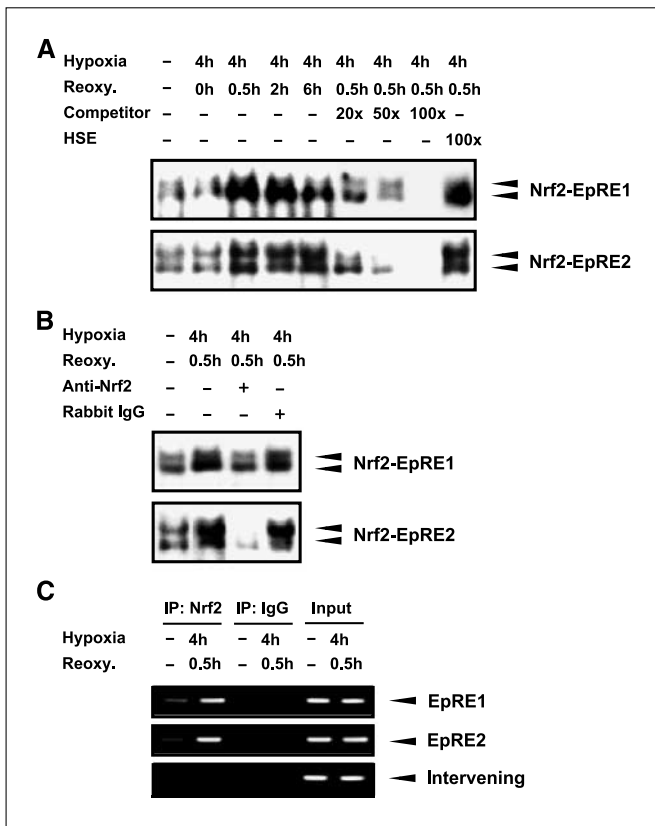 A
Hypoxia – 4h 4h 4h 4h 4h 4h 4h 4h
Reoxy. – 0h 0.5h 2h 6h 0.5h 0.5h 0.5h 0.5h
Competitor – – – – – 20x 50x 100x –
HSE – – – – – – – – 100x
Nrf2-EpRE1
Nrf2-EpRE2
B
Hypoxia – 4h 4h 4h
Reoxy. – 0.5h 0.5h 0.5h
Anti-Nrf2 – – + –
Rabbit IgG – – – +
Nrf2-EpRE1
Nrf2-EpRE2
C
IP: Nrf2 IP: IgG Input
Hypoxia – 4h – 4h – 4h
Reoxy. – 0.5h – 0.5h – 0.5h
EpRE1
EpRE2
Intervening